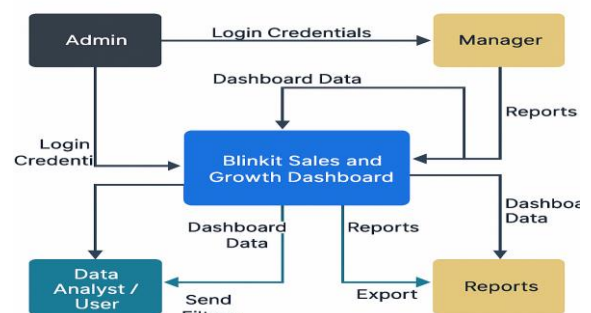 Admin
Login Credentials
Manager
Dashboard Data
Reports
Login
Credenti
Blinkit Sales and
Growth Dashboard
Dashboard
Data
Reports
Dashboa
Data
Data
Analyst /
User
Send
Export
Reports